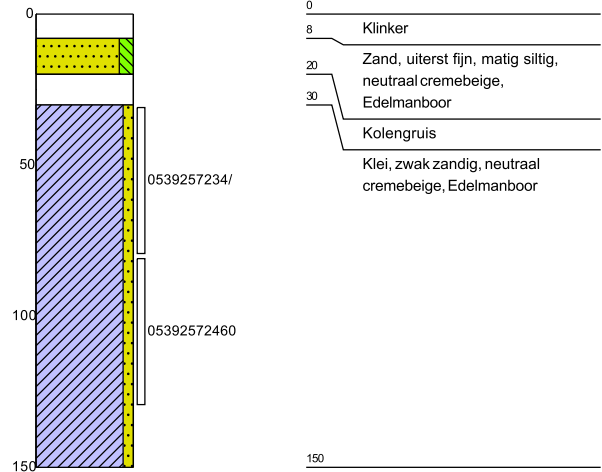 0
50
100
150
0539257234/
05392572460
0
8
Klinker
Zand, uiterst fijn, matig siltig,
20
neutraal cremebeige,
30
Edelmanboor
Kolengruis
Klei, zwak zandig, neutraal
cremebeige, Edelmanboor
150